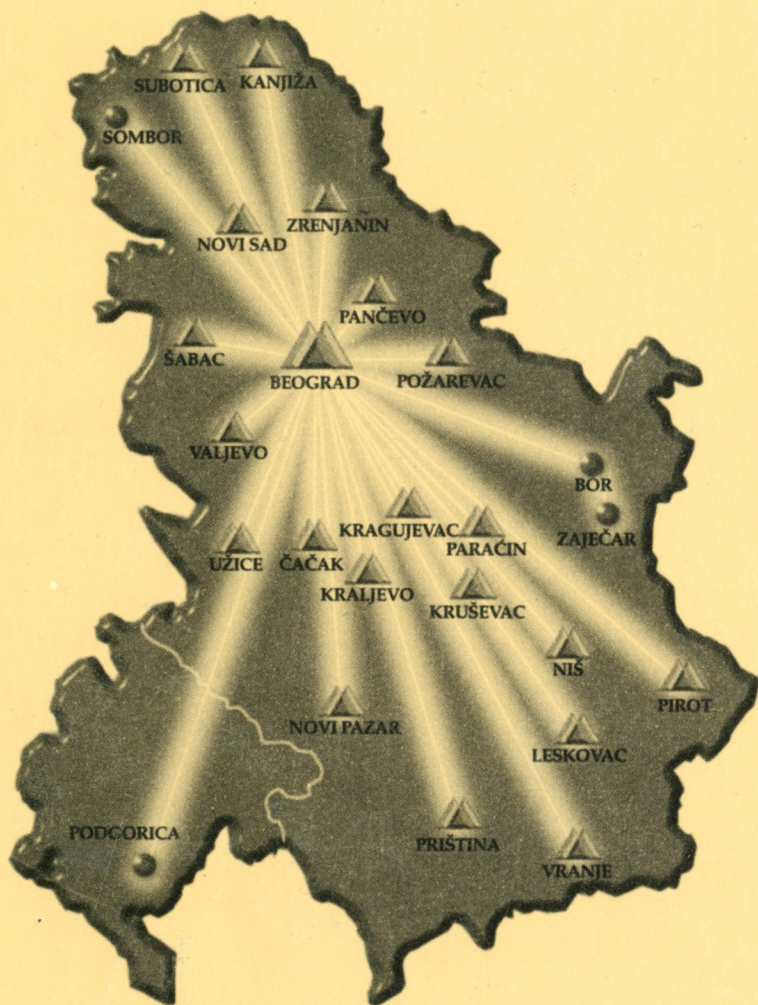 SUBOTICA
KANJIŽA
SOMBOR
NOVI SAD
ZRENJANIN
PANČEVO
ŠABAC
BEOGRAD
POŽAREVAC
VALJEVO
BOR
KRAGUJEVAC
PARAĆIN
ZAJEČAR
UŽICE
ČAČAK
KRALJEVO
KRUŠEVAC
NIŠ
PIROT
NOVI PAZAR
LESKOVAC
PODGORICA
PRIŠTINA
VRANJE